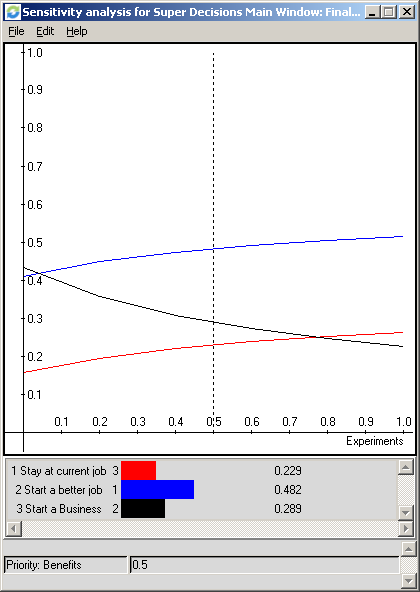 Sensitivity analysis for Super Decisions Main Window: Final...
File Edit Help
1.0
0.9
0.8
0.7
0.6
0.5
0.4
0.3
0.2
0.1
0.1 0.2 0.3 0.4 0.5 0.6 0.7 0.8 0.9 1.0
Experiments
1 Stay at current job 3 0.229
2 Start a better job 1 0.482
3 Start a Business 2 0.289
Priority: Benefits 0.5